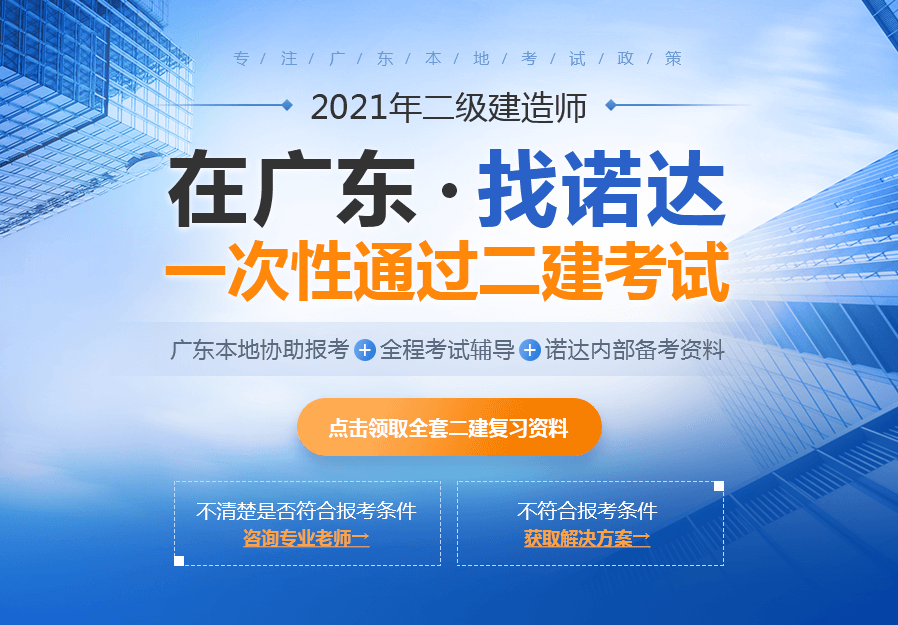 专 / 注 / 广 / 东 / 本 / 地 / 考 / 试 / 政 / 策
2021年二级建造师
在广东·找诺达
一次性通过二建考试
广东本地协助报考+全程考试辅导+诺达内部备考资料
点击领取全套二建复习资料
不清楚是否符合报考条件
咨询专业老师→
不符合报考条件
获取解决方案→